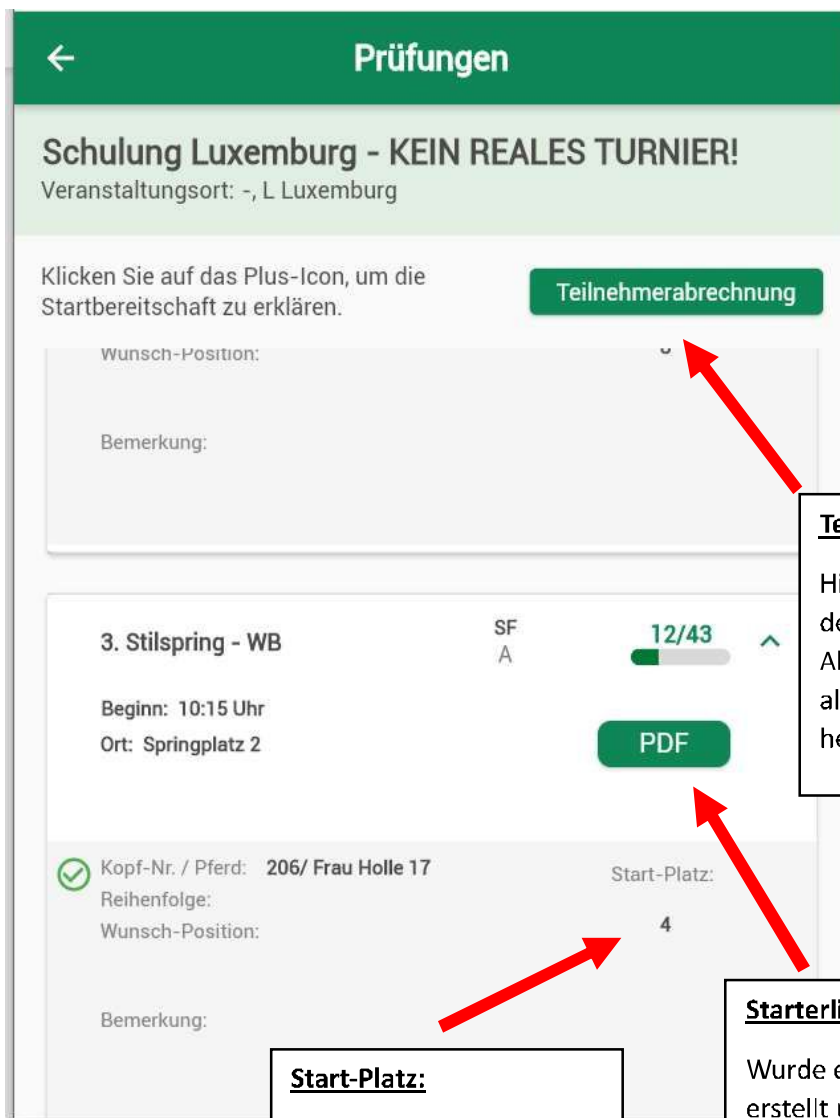 Prüfungen
Schulung Luxemburg - KEIN REALES TURNIER!
Veranstaltungsort: -, L Luxemburg
Klicken Sie auf das Plus-Icon, um die
Startbereitschaft zu erklären.
Teilnehmerabrechnung
Wunsch-Position:
Bemerkung:
3. Stilspring - WB
SF
A
12/43
Beginn: 10:15 Uhr
Ort: Springplatz 2
PDF
Kopf-Nr. / Pferd: 206/ Frau Holle 17
Reihenfolge:
Wunsch-Position:
Start-Platz:
4
Bemerkung:
Start-Platz:
Wurde
erstellt